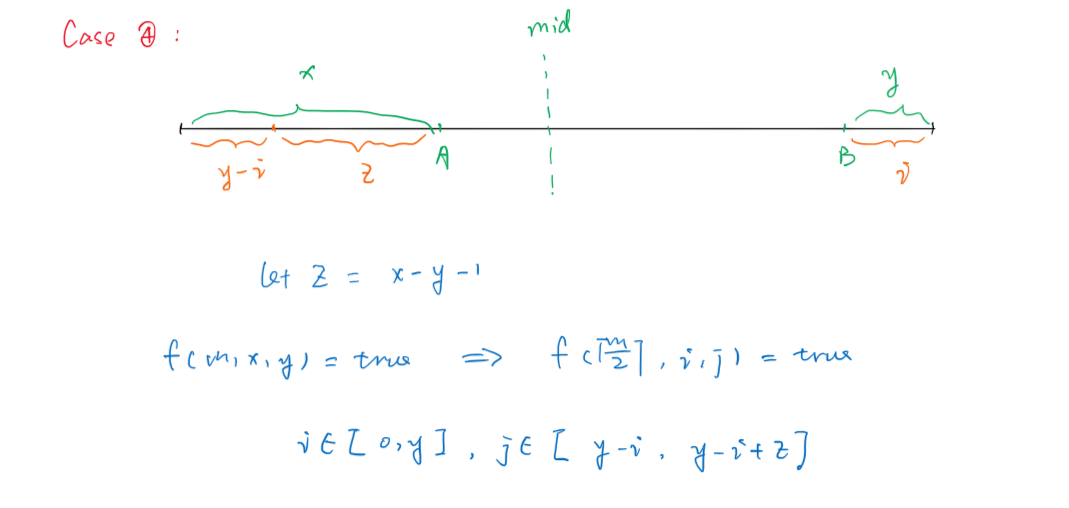 Case ④ :
mid
x
y
y-i
z
A
B
i
let z = x-y-1
f(m,x,y) = true ⟹ f(⌈m/2⌉, i, j) = true
i ∈ [0,y], j ∈ [y-i, y-i+z]